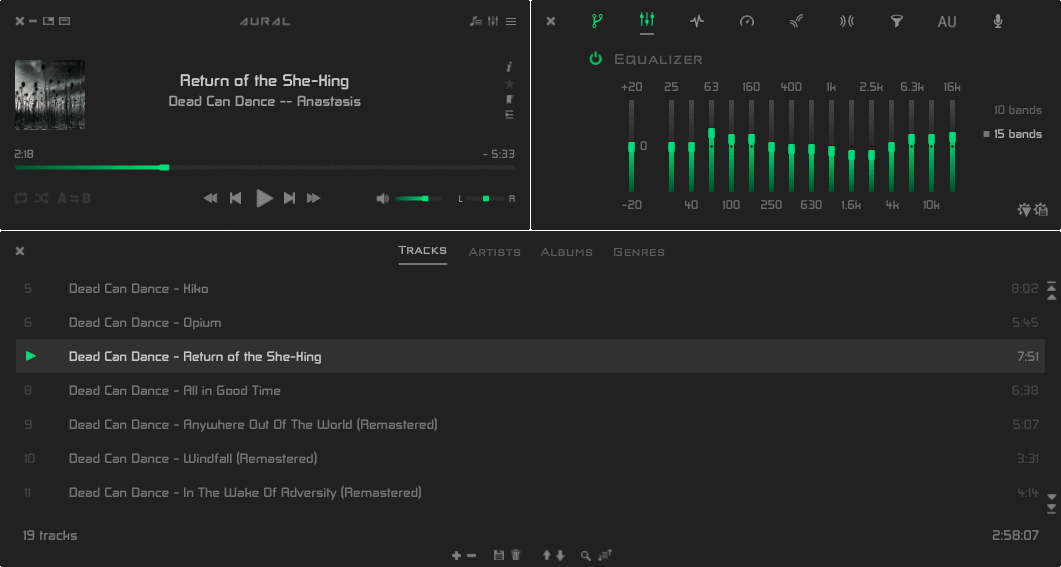 AURAL
Return of the She-King
Dead Can Dance -- Anastasis
i
2:18
- 5:33
A B
L R
AU
EQUALIZER
+20 25 63 160 400 1k 2.5k 6.3k 16k
0
-20 40 100 250 630 1.6k 4k 10k
10 bands
15 bands
TRACKS ARTISTS ALBUMS GENRES
5 Dead Can Dance - Kiko 8:02
6 Dead Can Dance - Opium 5:45
Dead Can Dance - Return of the She-King 7:51
8 Dead Can Dance - All in Good Time 6:38
9 Dead Can Dance - Anywhere Out Of The World (Remastered) 5:07
10 Dead Can Dance - Windfall (Remastered) 3:31
11 Dead Can Dance - In The Wake Of Adversity (Remastered) 4:14
19 tracks 2:58:07